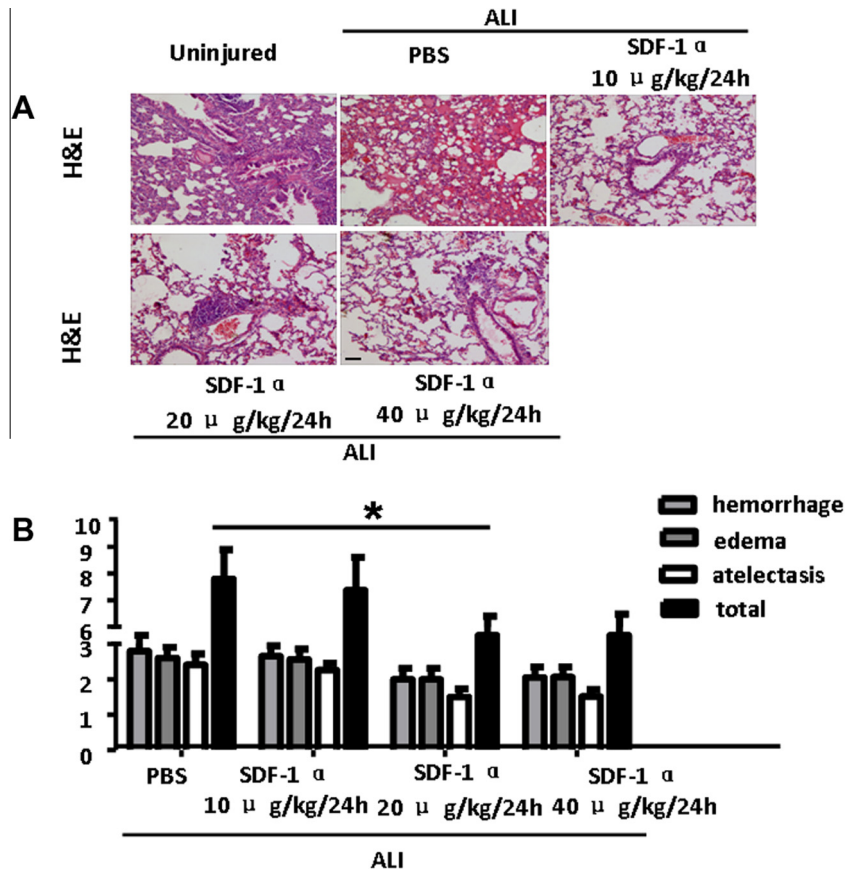 ALI
Uninjured
PBS
SDF-1 α
10 μ g/kg/24h
A
H&E
H&E
SDF-1 α
20 μ g/kg/24h
SDF-1 α
40 μ g/kg/24h
ALI
B
*
hemorrhage
edema
atelectasis
total
10
9
8
7
6
3
2
1
0
PBS
SDF-1 α
10 μ g/kg/24h
SDF-1 α
20 μ g/kg/24h
SDF-1 α
40 μ g/kg/24h
ALI